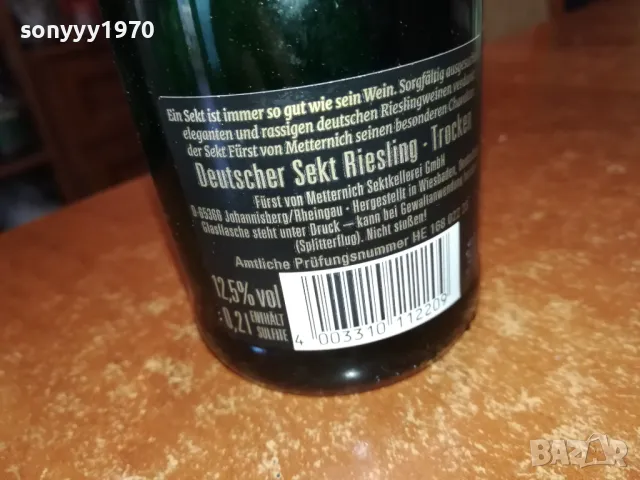 sonyyy1970
Ein Sekt ist immer so gut wie sein Wein. Sorgfältig
eleganten und rassigen deutschen Rieslingweinen
der Sekt Fürst von Metternich seinen besonderen Charakter
Deutscher Sekt Riesling · Trocken
Fürst von Metternich Sektkellerei GmbH
D-65366 Johannisberg/Rheingau · Hergestellt in Wiesbaden,
Glasflasche steht unter Druck – kann bei Gewaltanwendung
(Splitterflug). Nicht stoßen!
Amtliche Prüfungsnummer HE 166
12,5% vol
0,2 l ENTHÄLT
SULFITE
4 003310 112209
BAZAR